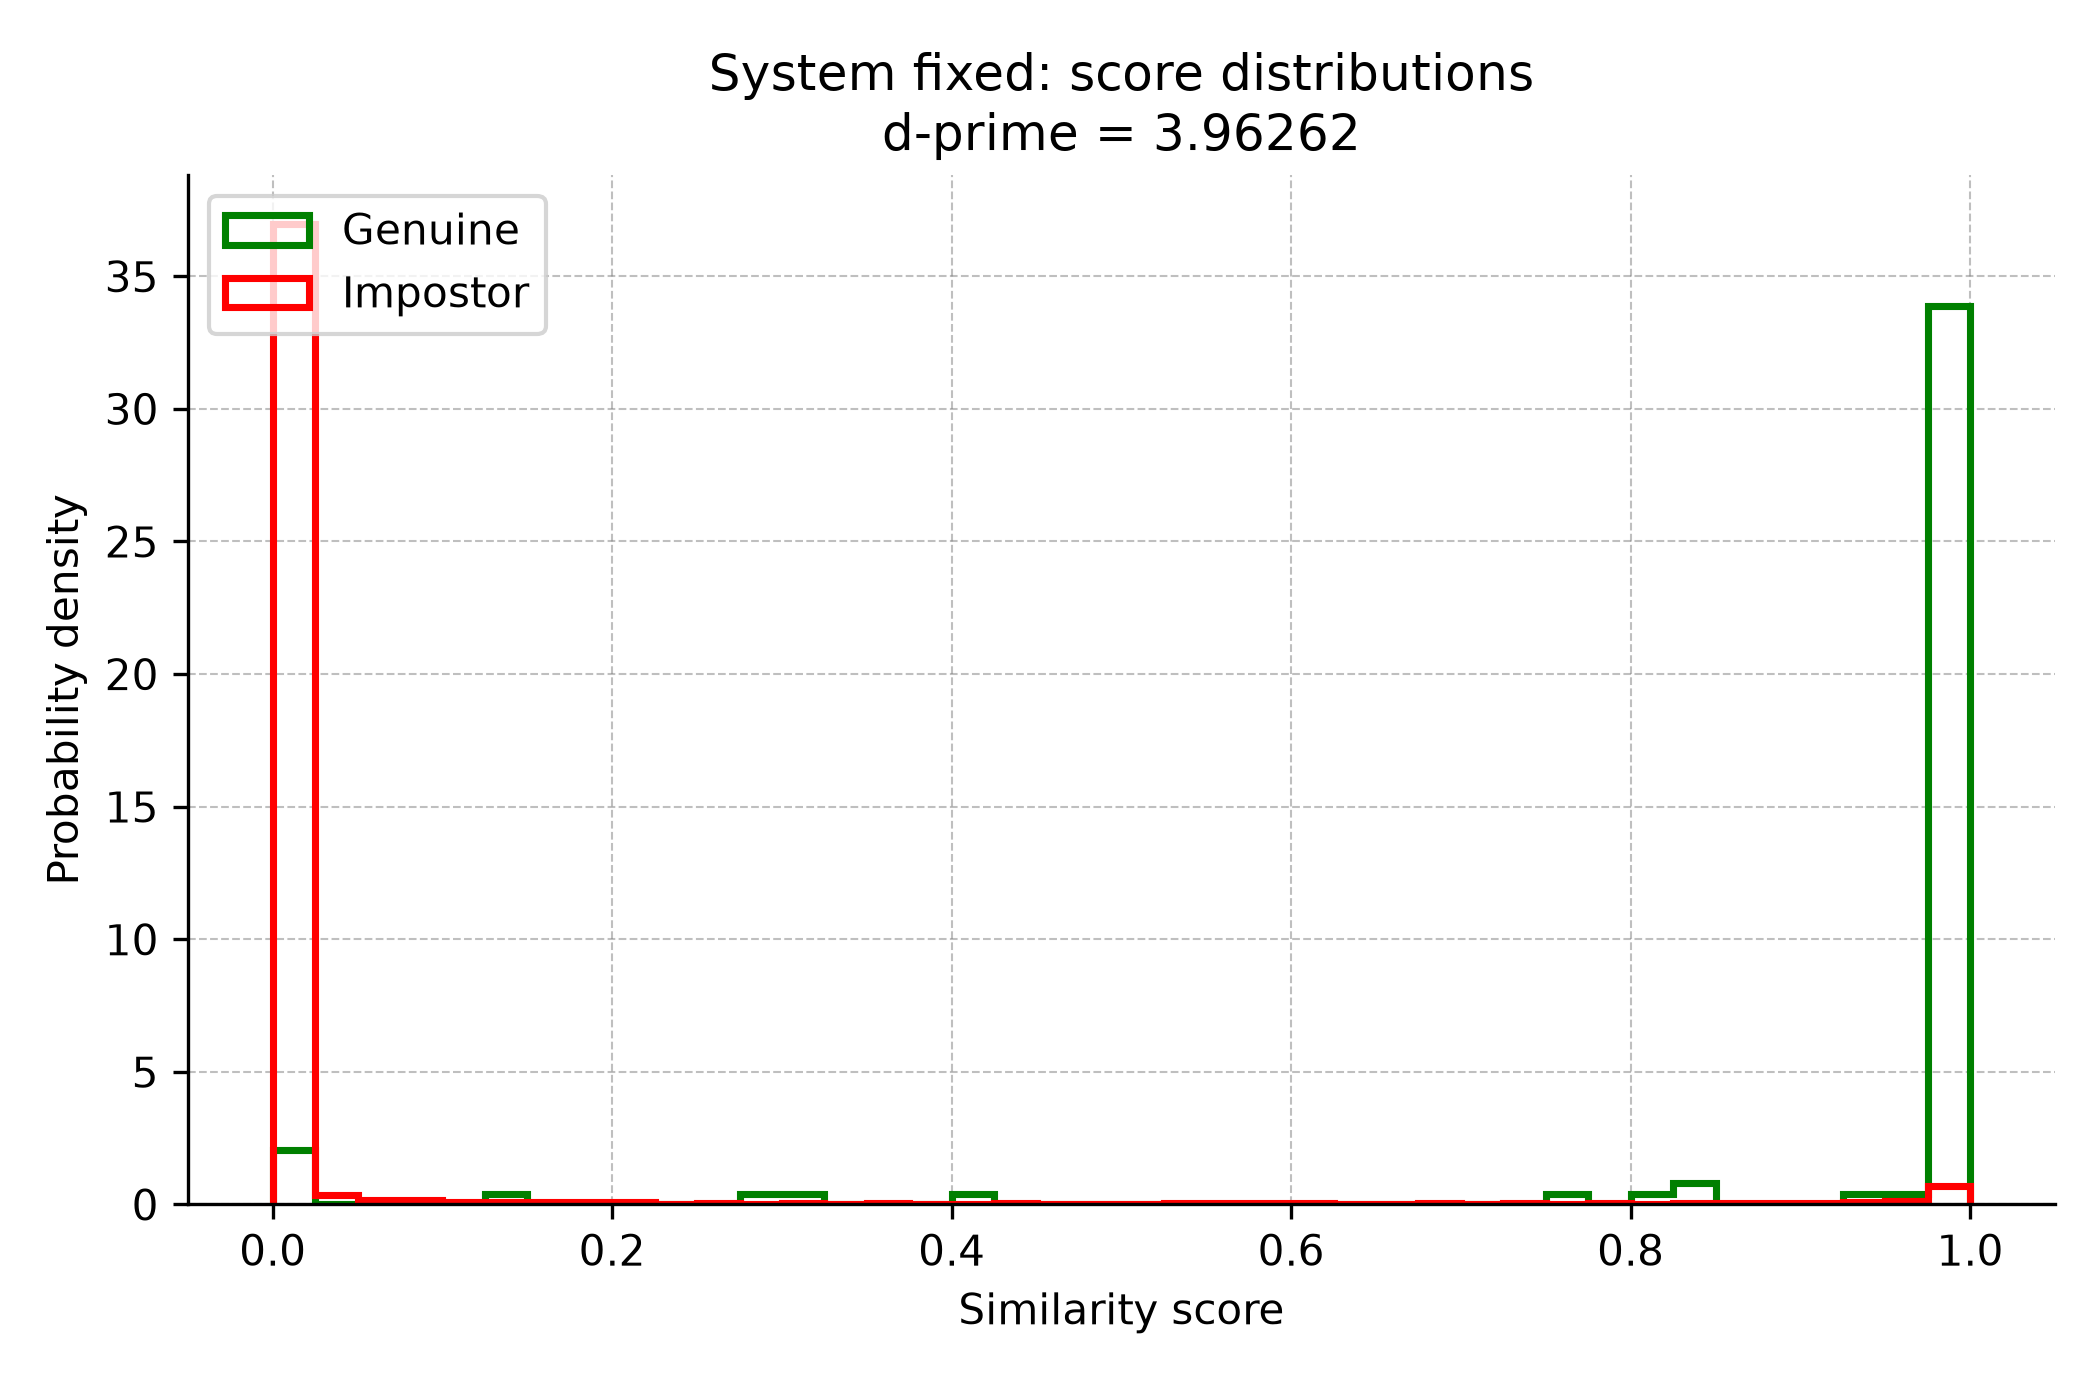 System fixed: score distributions
d-prime = 3.96262
Genuine
Impostor
35
30
25
20
15
10
5
0
Probability density
0.0 0.2 0.4 0.6 0.8 1.0
Similarity score